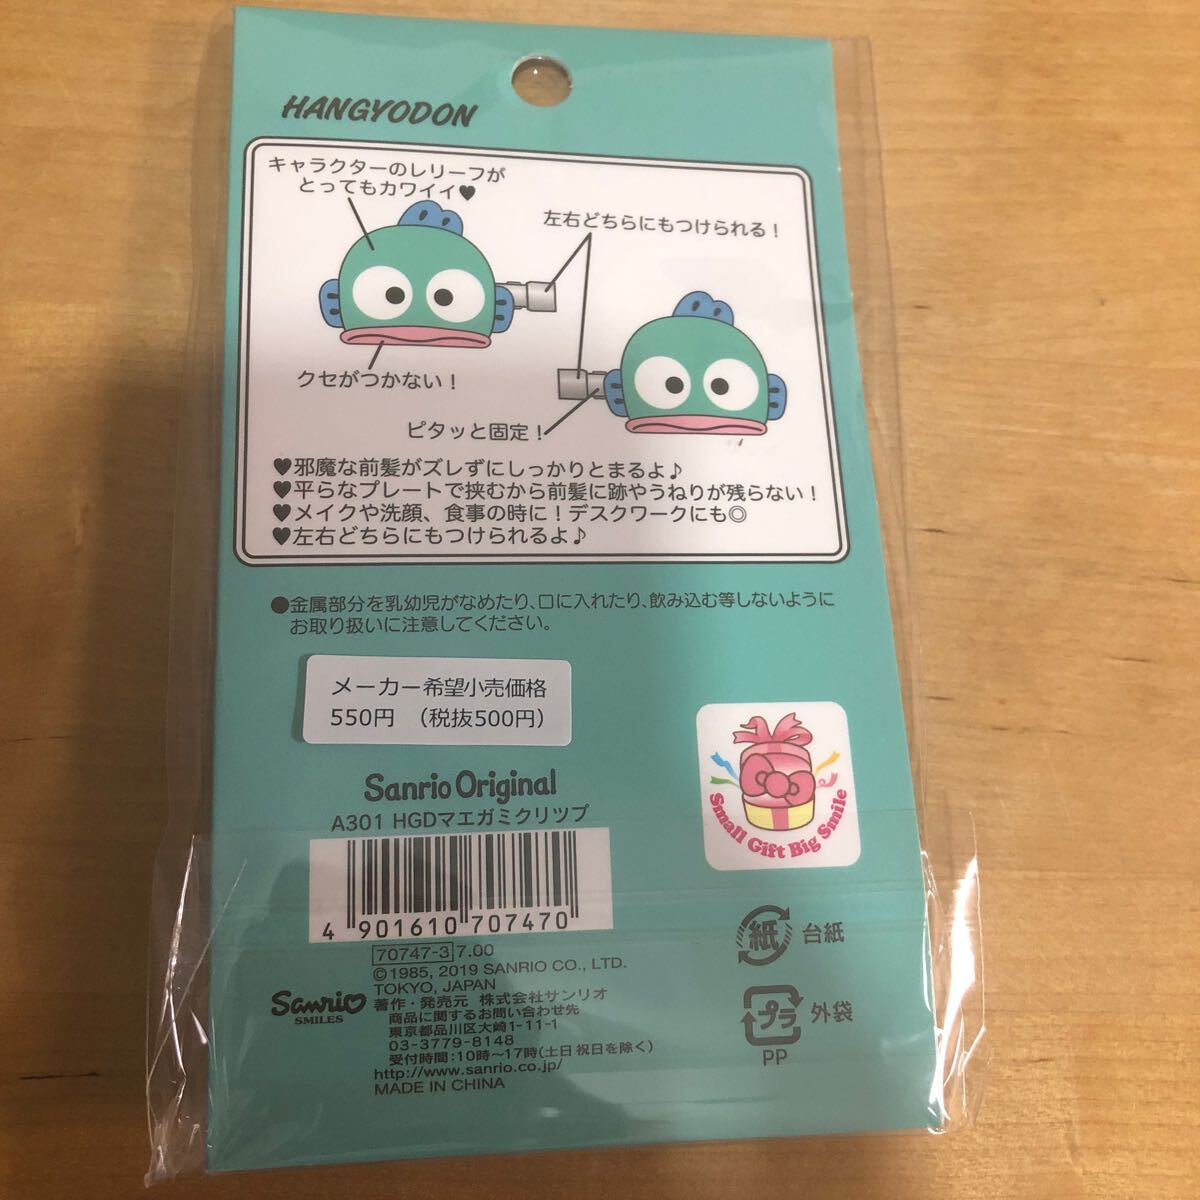 HANGYODON
キャラクターのレリーフが
とってもカワイイ♥
左右どちらにもつけられる！
クセがつかない！
ピタッと固定！
♥邪魔な前髪がズレずにしっかりとまるよ♪
♥平らなプレートで挟むから前髪に跡やうねりが残らない！
♥メイクや洗顔、食事の時に！デスクワークにも◎
♥左右どちらにもつけられるよ♪
●金属部分を乳幼児がなめたり、口に入れたり、飲み込む等しないように
お取り扱いに注意してください。
メーカー希望小売価格
550円 （税抜500円）
Sanrio Original
A301 HGDマエガミクリツプ
4 901610 707470
70747-3 7.00
©1985, 2019 SANRIO CO., LTD.
TOKYO, JAPAN
著作・発売元 株式会社サンリオ
商品に関するお問い合わせ先
東京都品川区大崎1-11-1
03-3779-8148
受付時間:10時〜17時(土日祝日を除く)
http://www.sanrio.co.jp/
MADE IN CHINA
Sanrio
SMILES
Small Gift Big Smile
紙 台紙
プラ 外袋
PP